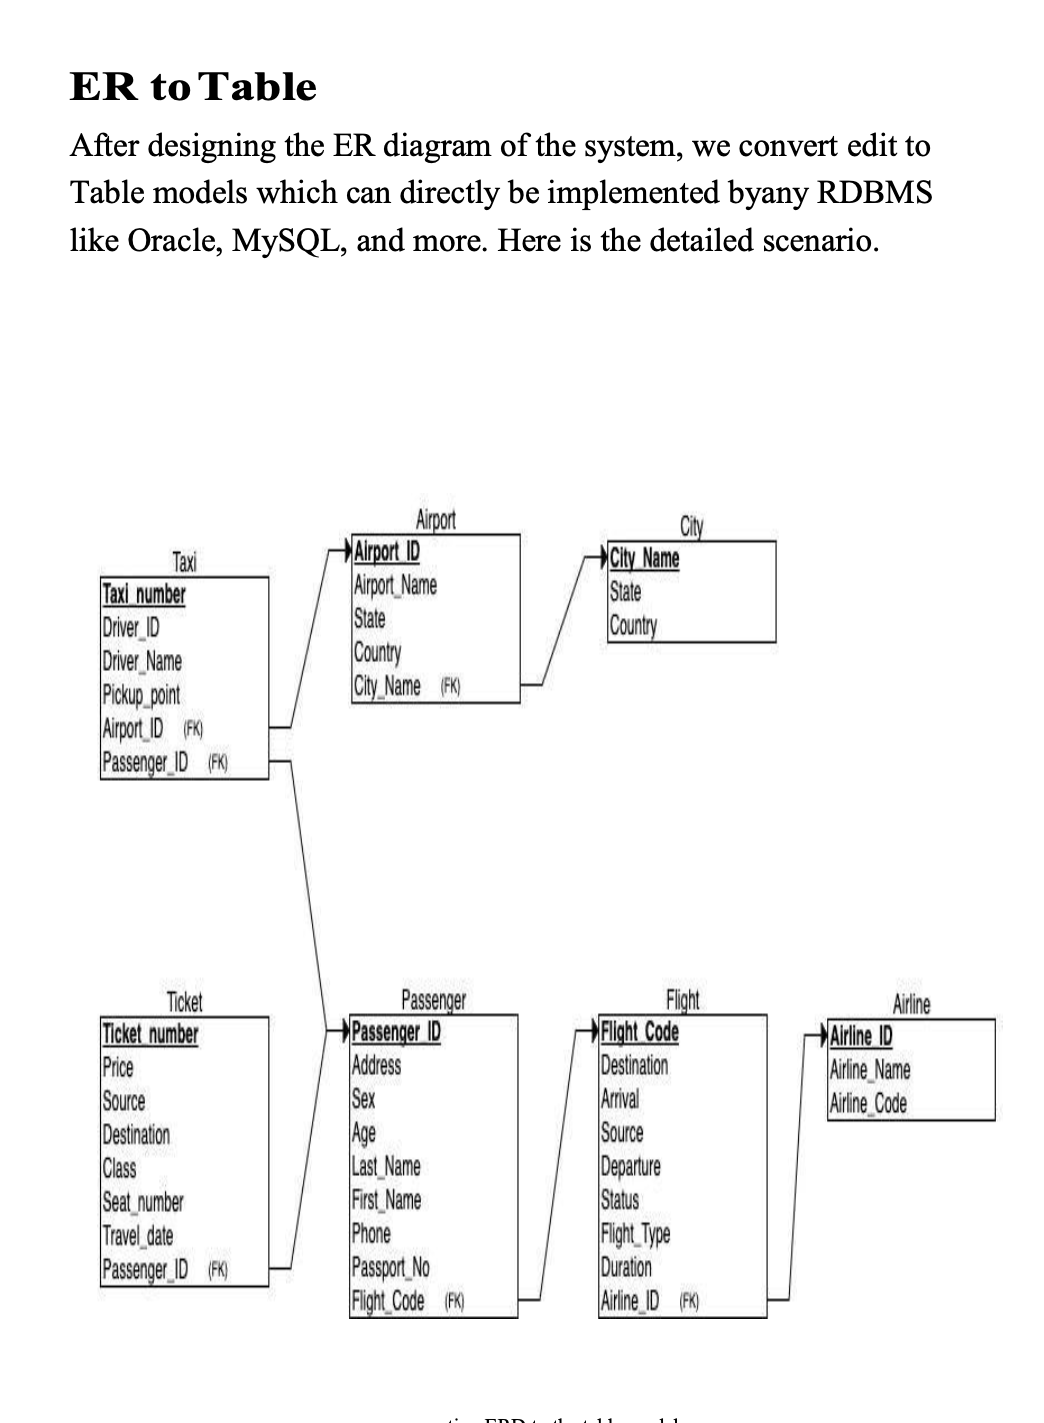 ER to Table
After designing the ER diagram of the system, we convert edit to
Table models which can directly be implemented byany RDBMS
like Oracle, MySQL, and more. Here is the detailed scenario.
Taxi
Taxi_number
Driver_ID
Driver_Name
Pickup_point
Airport_ID (FK)
Passenger_ID (FK)
Airport
Airport_ID
Airport_Name
State
Country
City_Name (FK)
City
City_Name
State
Country
Ticket
Ticket_number
Price
Source
Destination
Class
Seat_number
Travel_date
Passenger_ID (FK)
Passenger
Passenger_ID
Address
Sex
Age
Last_Name
First_Name
Phone
Passport_No
Flight_Code (FK)
Flight
Flight_Code
Destination
Arrival
Source
Departure
Status
Flight_Type
Duration
Airline_ID (FK)
Airline
Airline_ID
Airline_Name
Airline_Code